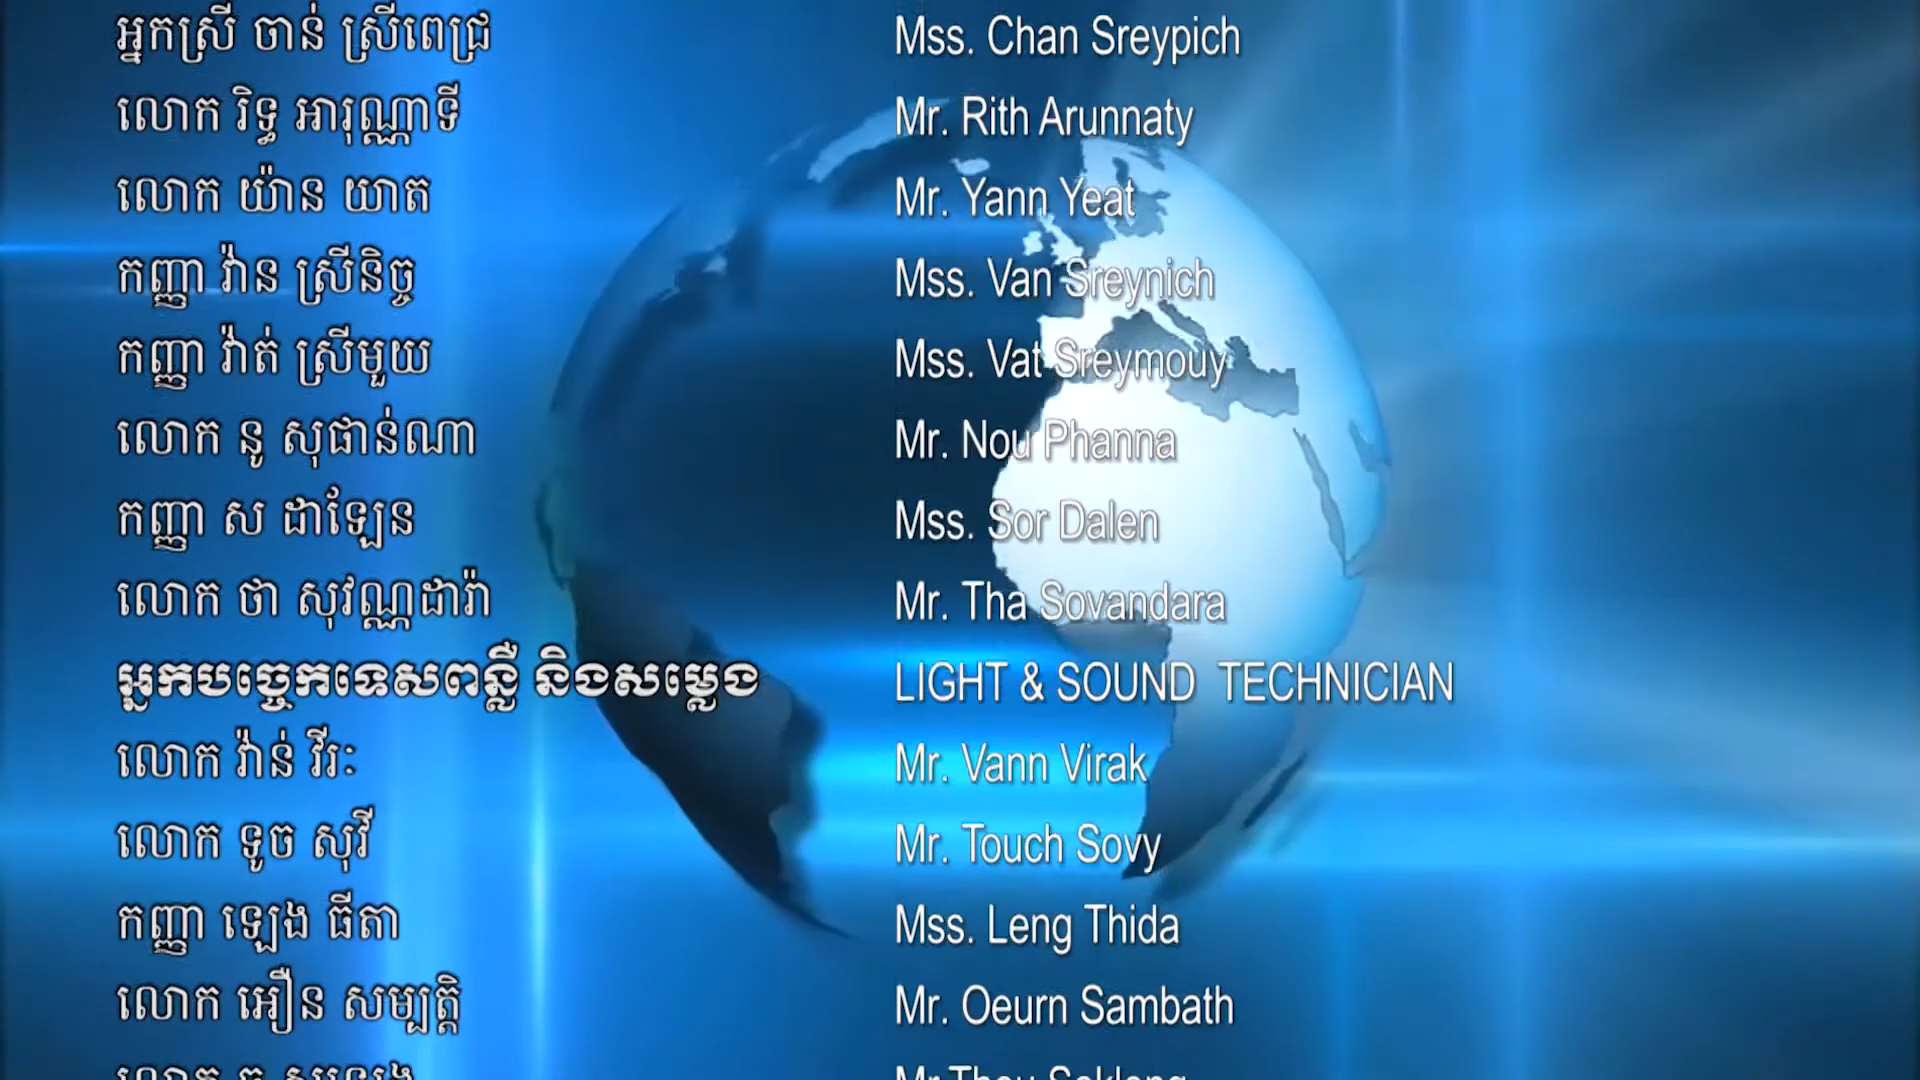 អ្នកស្រី ចាន់ ស្រីពេជ្រ Mss. Chan Sreypich
លោក រិទ្ធ អារុណ្ណាទី Mr. Rith Arunnaty
លោក យ៉ាន យាត Mr. Yann Yeat
កញ្ញា វ៉ាន ស្រីនិច្ច Mss. Van Sreynich
កញ្ញា វ៉ាត់ ស្រីមួយ Mss. Vat Sreymouy
លោក នូ សុផាន់ណា Mr. Nou Phanna
កញ្ញា ស ដាឡែន Mss. Sor Dalen
លោក ថា សុវណ្ណដារ៉ា Mr. Tha Sovandara
អ្នកបច្ចេកទេសពន្លឺ និងសម្លេង LIGHT & SOUND TECHNICIAN
លោក វ៉ាន់ វីរៈ Mr. Vann Virak
លោក ទូច សុវី Mr. Touch Sovy
កញ្ញា ឡេង ធីតា Mss. Leng Thida
លោក អឿន សម្បត្តិ Mr. Oeurn Sambath